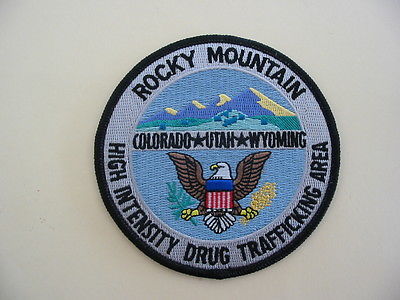 ROCKY MOUNTAIN
COLORADO★UTAH★WYOMING
HIGH INTENSITY DRUG TRAFFICKING AREA